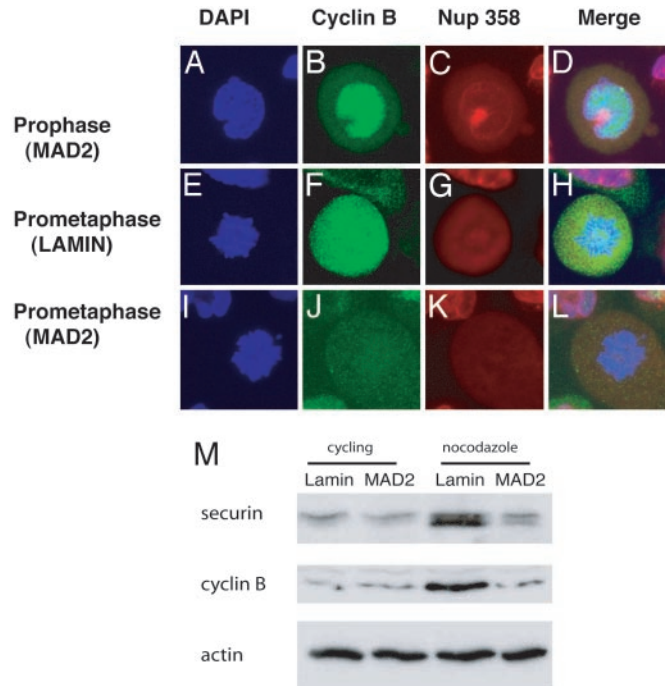 DAPI Cyclin B Nup 358 Merge
Prophase
(MAD2)
A B C D
Prometaphase
(LAMIN)
E F G H
Prometaphase
(MAD2)
I J K L
M
cycling nocodazole
Lamin MAD2 Lamin MAD2
securin
cyclin B
actin